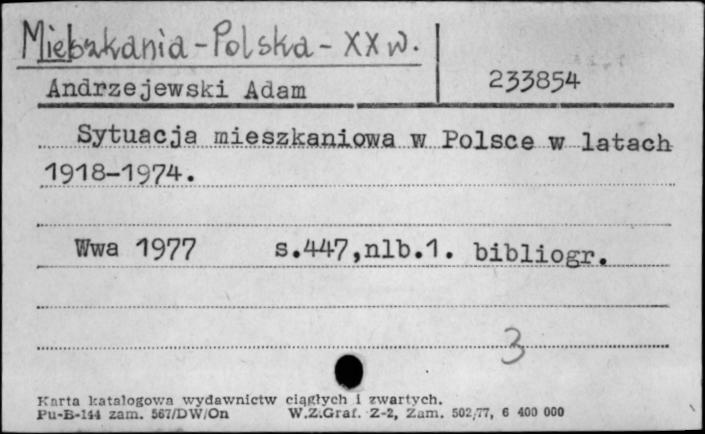 Mieszkania - Polska - XX w.
Andrzejewski Adam
233854
Sytuacja mieszkaniowa w Polsce w latach
1918-1974.
Wwa 1977 s.447,nlb.1. bibliogr.
3
Karta katalogowa wydawnictw ciągłych i zwartych.
Pu-B-144 zam. 567/DW/On W.Z.Graf. Z-2, Zam. 502/77, 6 400 000